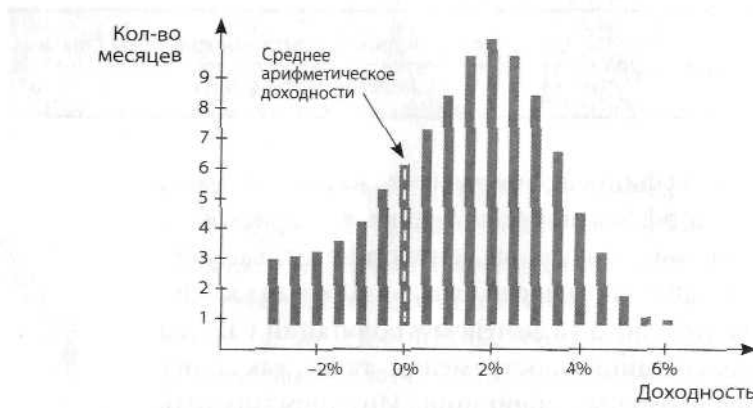 Кол-во
месяцев
Среднее
арифметическое
доходности
9
8
7
6
5
4
3
2
1
–2%
0%
2%
4%
6%
Доходность